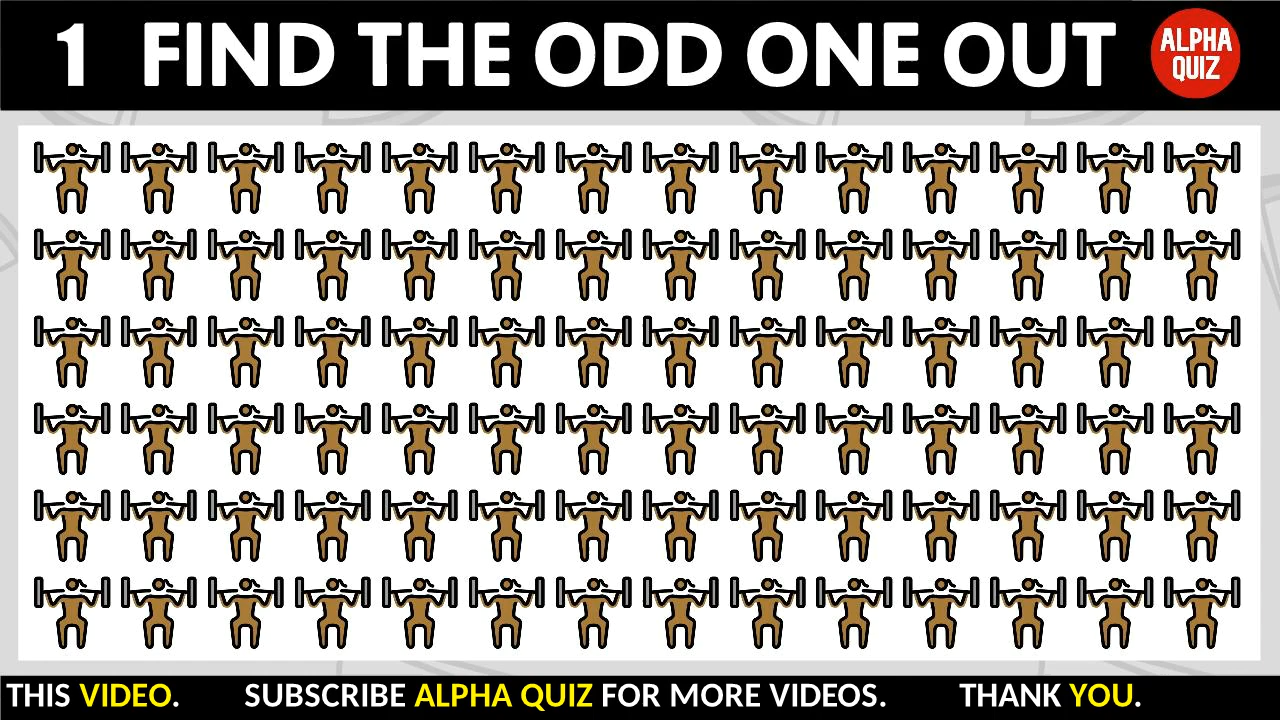 1 FIND THE ODD ONE OUT
ALPHA
QUIZ
THIS VIDEO. SUBSCRIBE ALPHA QUIZ FOR MORE VIDEOS. THANK YOU.